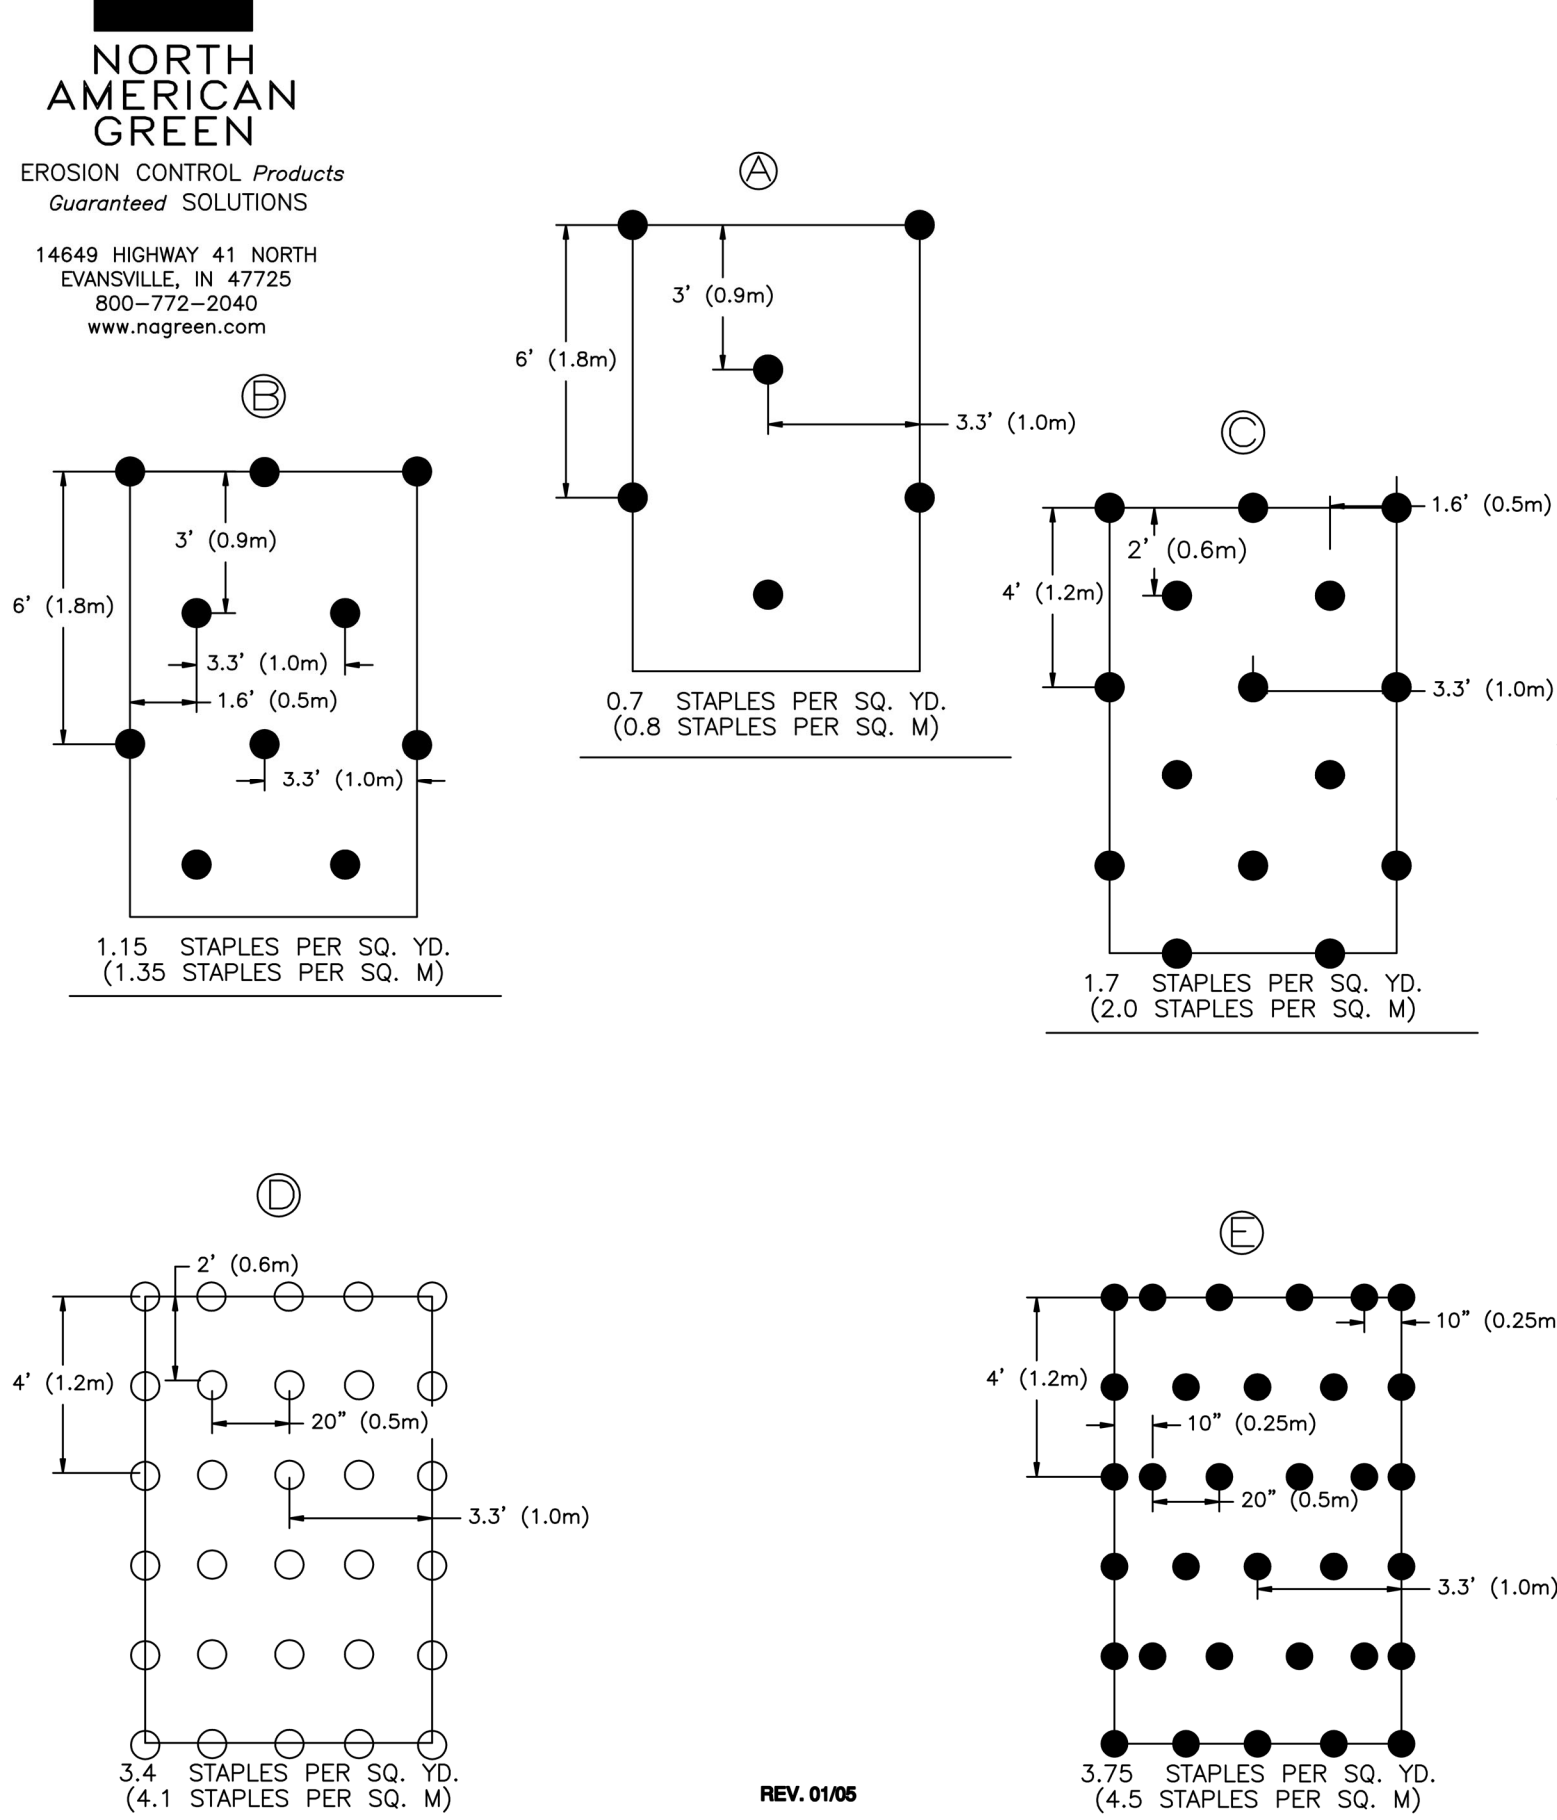 NORTH
AMERICAN
GREEN
EROSION CONTROL Products
Guaranteed SOLUTIONS
14649 HIGHWAY 41 NORTH
EVANSVILLE, IN 47725
800-772-2040
www.nagreen.com
A
3' (0.9m)
6' (1.8m)
3.3' (1.0m)
0.7 STAPLES PER SQ. YD.
(0.8 STAPLES PER SQ. M)
B
3' (0.9m)
6' (1.8m)
3.3' (1.0m)
1.6' (0.5m)
3.3' (1.0m)
1.15 STAPLES PER SQ. YD.
(1.35 STAPLES PER SQ. M)
C
1.6' (0.5m)
2' (0.6m)
4' (1.2m)
3.3' (1.0m)
1.7 STAPLES PER SQ. YD.
(2.0 STAPLES PER SQ. M)
D
2' (0.6m)
4' (1.2m)
20" (0.5m)
3.3' (1.0m)
3.4 STAPLES PER SQ. YD.
(4.1 STAPLES PER SQ. M)
E
10" (0.25m
4' (1.2m)
10" (0.25m)
20" (0.5m)
3.3' (1.0m)
3.75 STAPLES PER SQ. YD.
(4.5 STAPLES PER SQ. M)
REV. 01/05